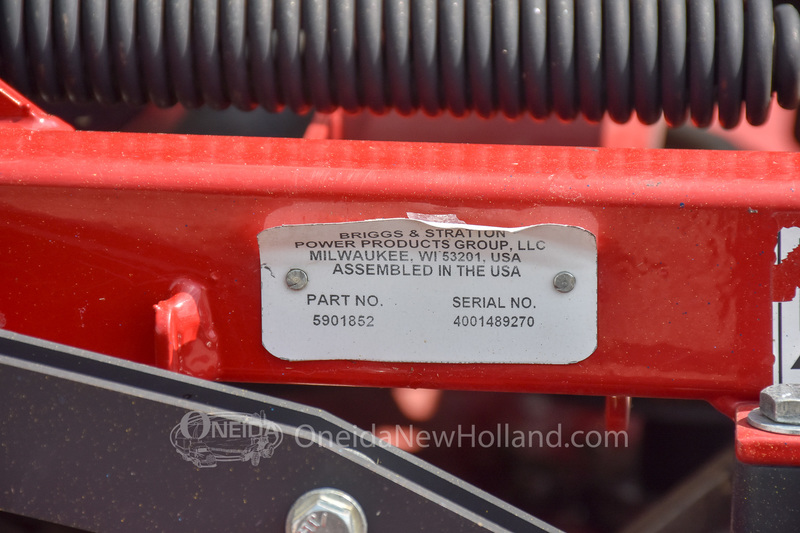 BRIGGS & STRATTON
POWER PRODUCTS GROUP, LLC
MILWAUKEE, WI 53201, USA
ASSEMBLED IN THE USA
PART NO. SERIAL NO.
5901852 4001489270
ONEIDA OneidaNewHolland.com